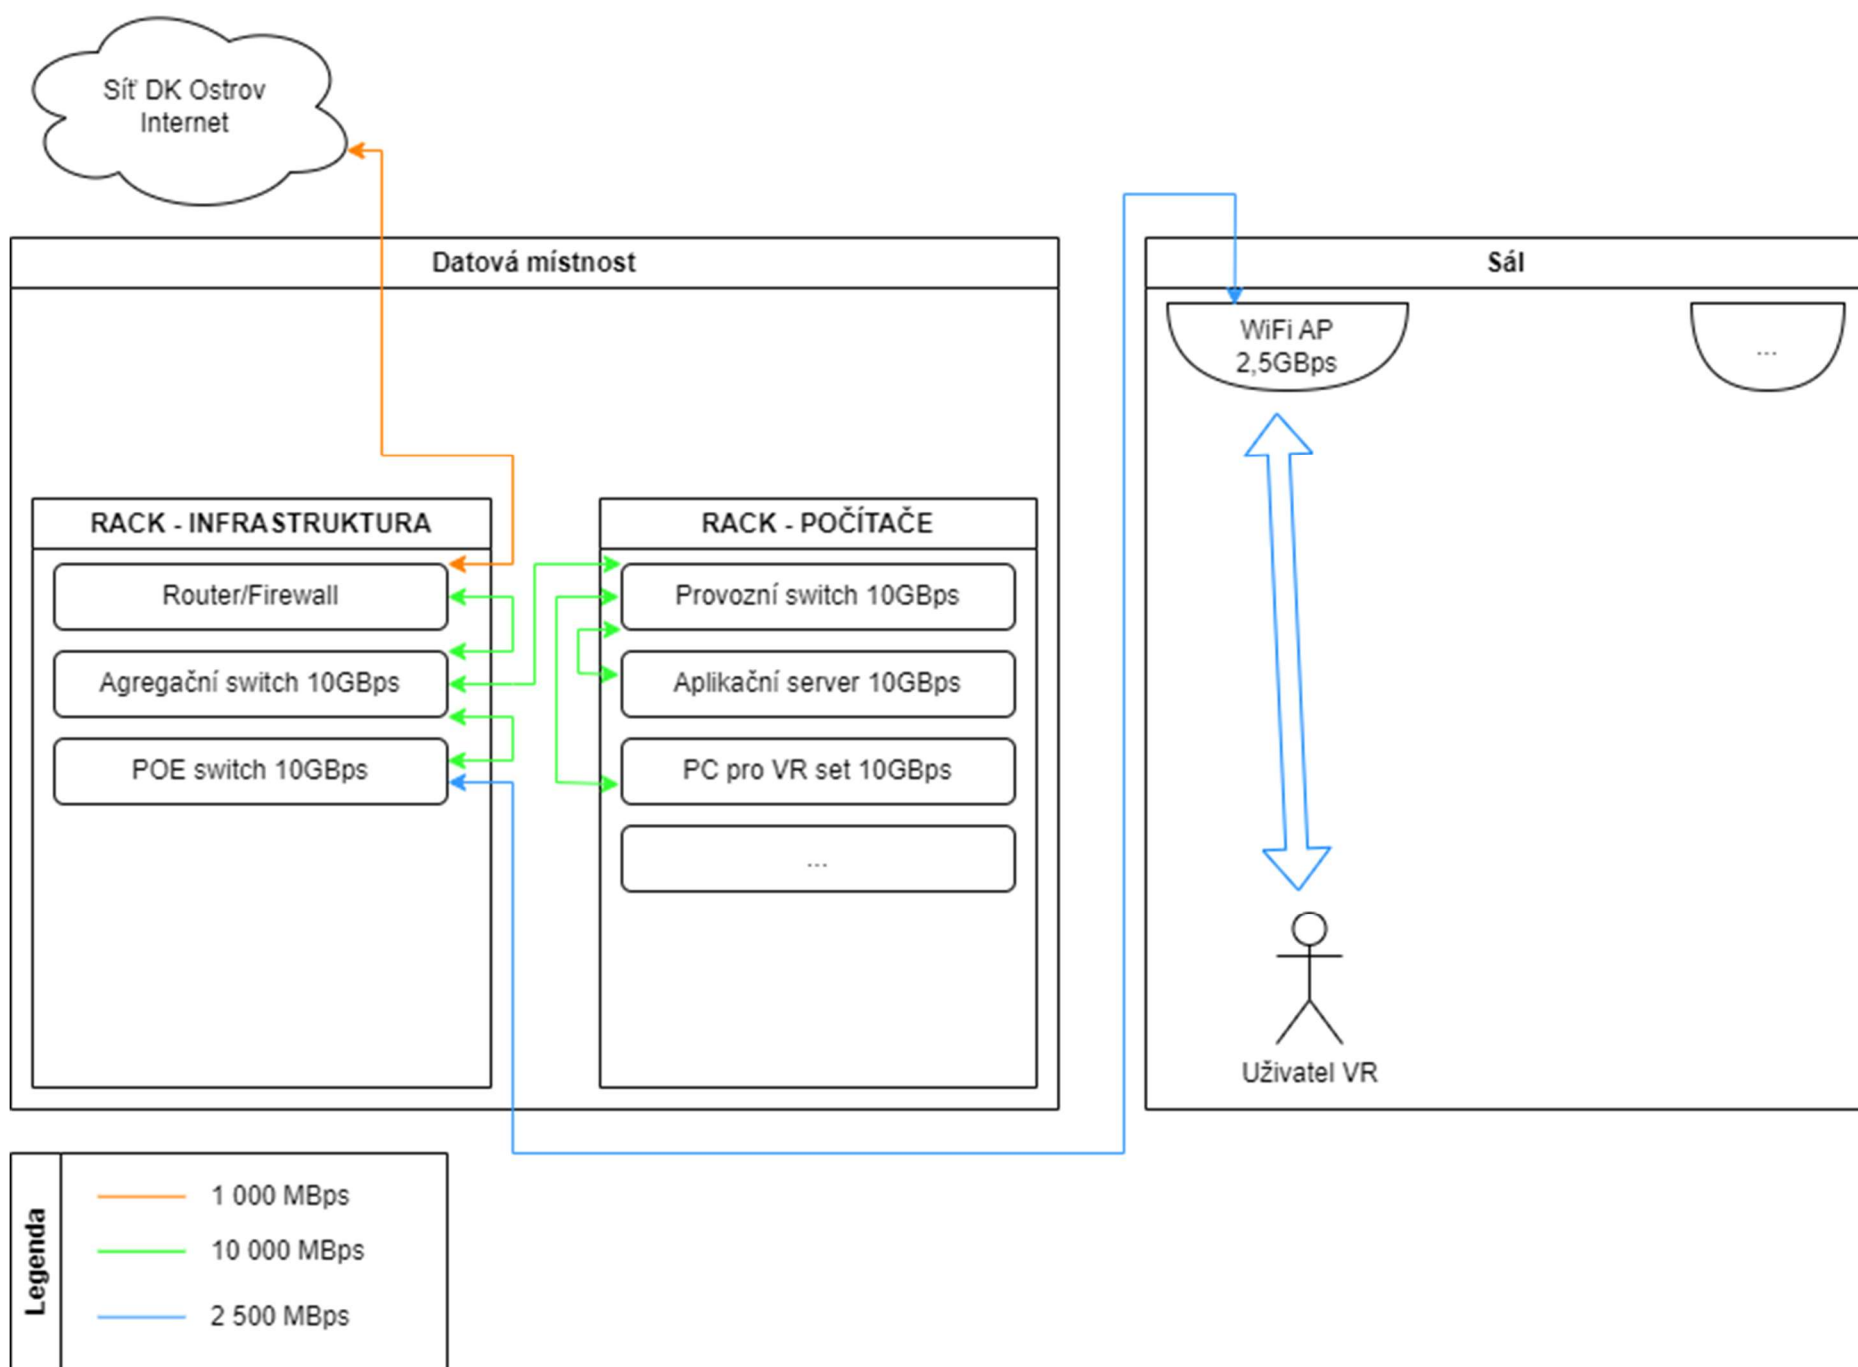 Síť DK Ostrov
Internet
Datová místnost
RACK - INFRASTRUKTURA
Router/Firewall
Agregační switch 10GBps
POE switch 10GBps
RACK - POČÍTAČE
Provozní switch 10GBps
Aplikační server 10GBps
PC pro VR set 10GBps
...
Sál
WiFi AP
2,5GBps
...
Uživatel VR
Legenda
1 000 MBps
10 000 MBps
2 500 MBps